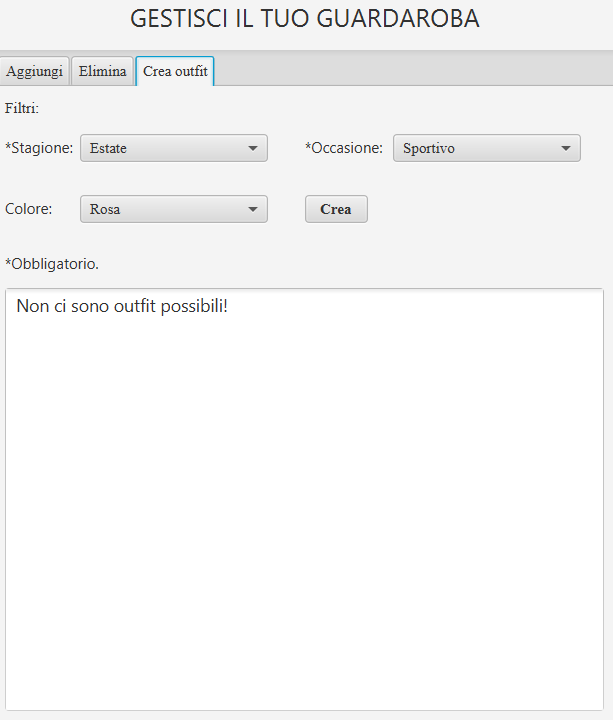 GESTISCI IL TUO GUARDAROBA
Aggiungi Elimina Crea outfit
Filtri:
*Stagione: Estate *Occasione: Sportivo
Colore: Rosa Crea
*Obbligatorio.
Non ci sono outfit possibili!